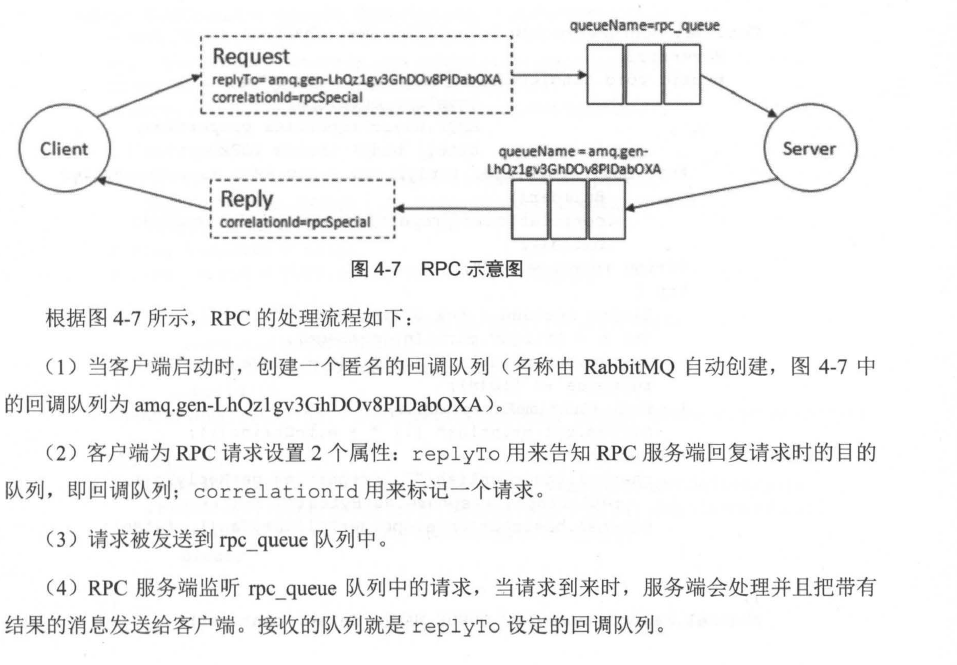 queueName=rpc_queue
Request
replyTo= amq.gen-LhQz1gv3GhDOv8PIDabOXA
correlationId=rpcSpecial
Client
Server
queueName = amq.gen-
LhQz1gv3GhDOv8PIDabOXA
Reply
correlationId=rpcSpecial
图 4-7 RPC 示意图
根据图 4-7 所示，RPC 的处理流程如下：
（1）当客户端启动时，创建一个匿名的回调队列（名称由 RabbitMQ 自动创建，图 4-7 中
的回调队列为 amq.gen-LhQz1gv3GhDOv8PIDabOXA）。
（2）客户端为 RPC 请求设置 2 个属性：replyTo 用来告知 RPC 服务端回复请求时的目的
队列，即回调队列；correlationId 用来标记一个请求。
（3）请求被发送到 rpc_queue 队列中。
（4）RPC 服务端监听 rpc_queue 队列中的请求，当请求到来时，服务端会处理并且把带有
结果的消息发送给客户端。接收的队列就是 replyTo 设定的回调队列。